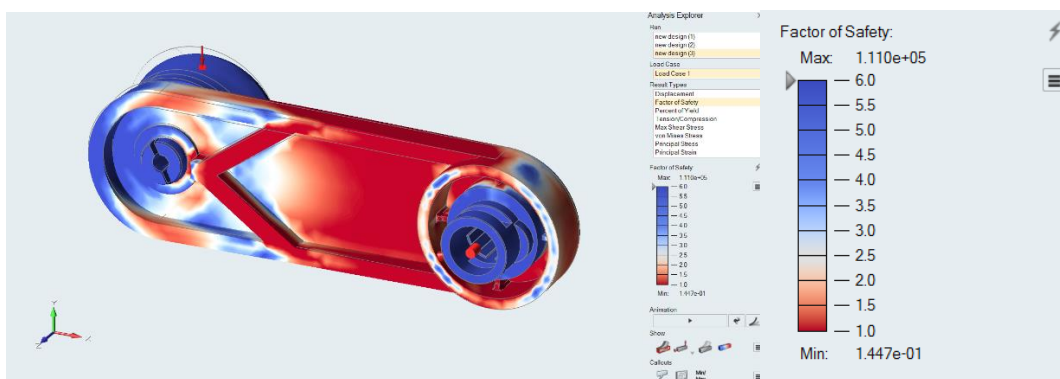 Analysis Explorer
Run
new design (1)
new design (2)
new design (3)
Load Case
Load Case 1
Result Types
Displacement
Factor of Safety
Percent of Yield
Tension/Compression
Max Shear Stress
von Mises Stress
Principal Stress
Principal Strain
Factor of Safety
Max: 1.110e+05
6.0
5.5
5.0
4.5
4.0
3.5
3.0
2.5
2.0
1.5
1.0
Min: 1.447e-01
Animation
Show
Callouts
Min/
Factor of Safety:
Max: 1.110e+05
6.0
5.5
5.0
4.5
4.0
3.5
3.0
2.5
2.0
1.5
1.0
Min: 1.447e-01
Y
X
Z